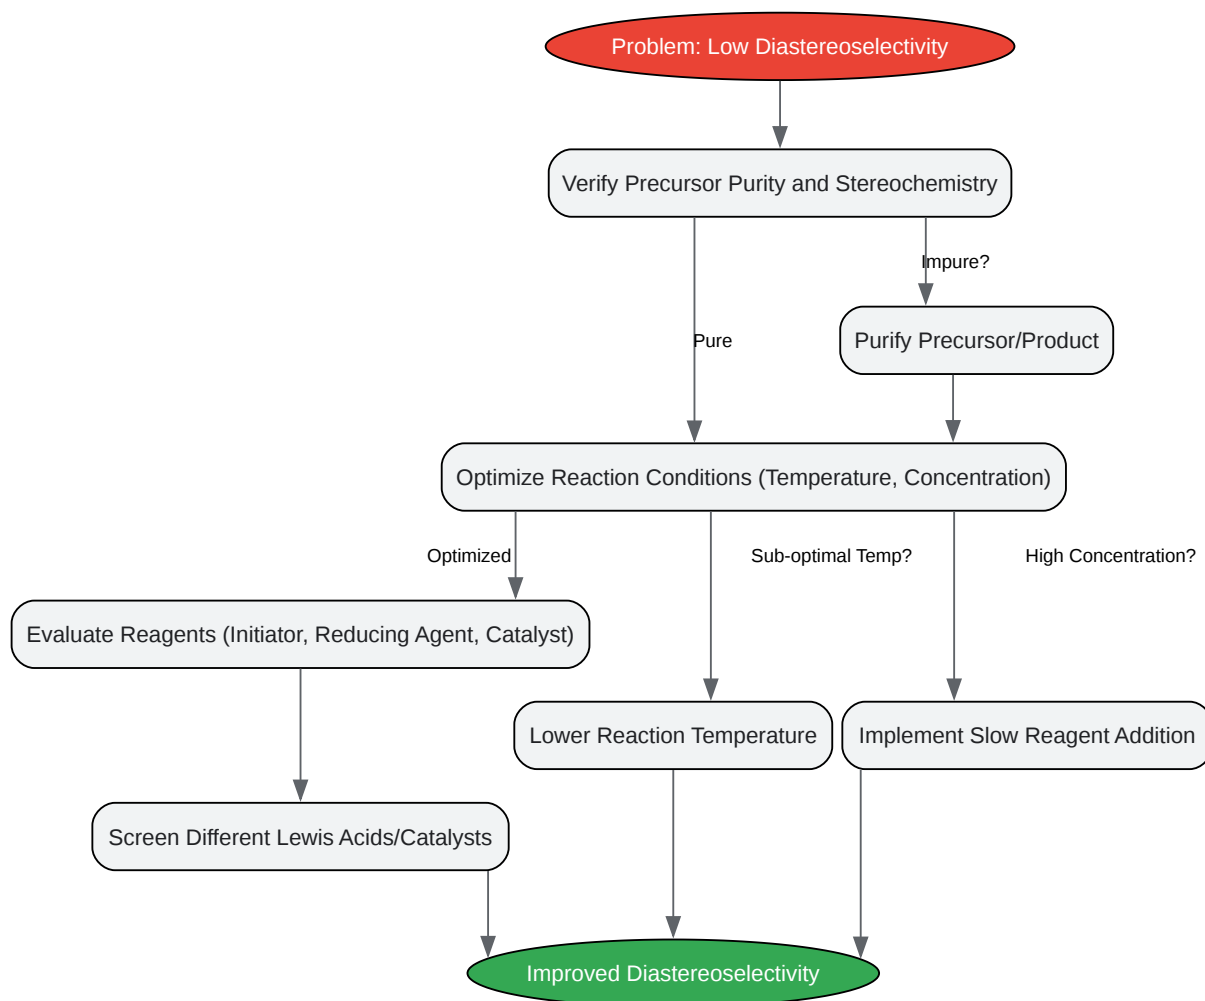 Problem: Low Diastereoselectivity
Verify Precursor Purity and Stereochemistry
Impure?
Pure
Purify Precursor/Product
Optimize Reaction Conditions (Temperature, Concentration)
Optimized
Sub-optimal Temp?
High Concentration?
Evaluate Reagents (Initiator, Reducing Agent, Catalyst)
Lower Reaction Temperature
Implement Slow Reagent Addition
Screen Different Lewis Acids/Catalysts
Improved Diastereoselectivity